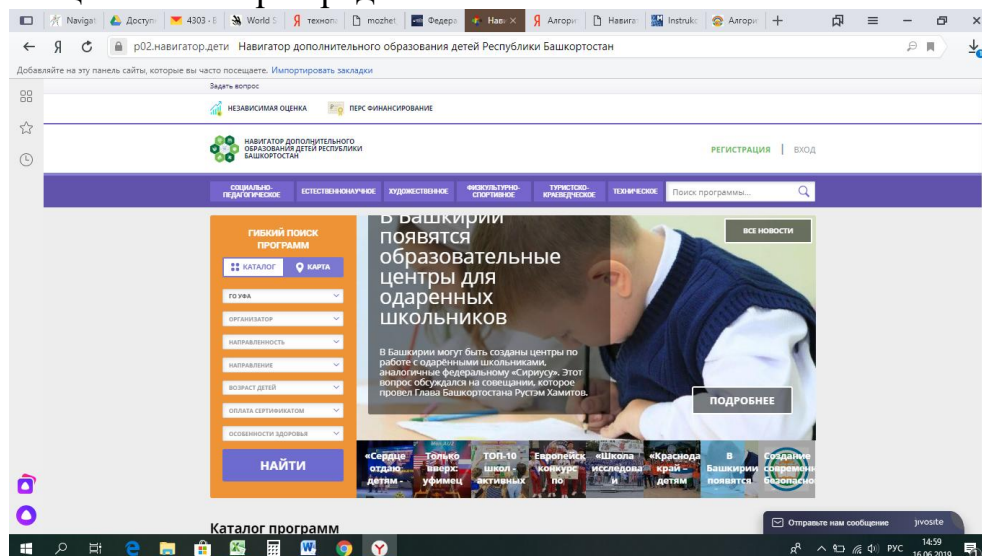 Navigat
Доступ
4303 - Е
World S
техноло
mozhet
Федера
Нави
Алгори
Навига
Instrukc
Алгори
р02.навигатор.дети Навигатор дополнительного образования детей Республики Башкортостан
Добавляйте на эту панель сайты, которые вы часто посещаете. Импортировать закладки
Задать вопрос
НЕЗАВИСИМАЯ ОЦЕНКА
ПЕРС ФИНАНСИРОВАНИЕ
НАВИГАТОР ДОПОЛНИТЕЛЬНОГО
ОБРАЗОВАНИЯ ДЕТЕЙ РЕСПУБЛИКИ
БАШКОРТОСТАН
РЕГИСТРАЦИЯ | ВХОД
СОЦИАЛЬНО-
ПЕДАГОГИЧЕСКОЕ
ЕСТЕСТВЕННОНАУЧНОЕ
ХУДОЖЕСТВЕННОЕ
ФИЗКУЛЬТУРНО-
СПОРТИВНОЕ
ТУРИСТСКО-
КРАЕВЕДЧЕСКОЕ
ТЕХНИЧЕСКОЕ
Поиск программы...
ГИБКИЙ ПОИСК
ПРОГРАММ
КАТАЛОГ
КАРТА
ГО УФА
ОРГАНИЗАТОР
НАПРАВЛЕННОСТЬ
НАПРАВЛЕНИЕ
ВОЗРАСТ ДЕТЕЙ
ОПЛАТА СЕРТИФИКАТОМ
ОСОБЕННОСТИ ЗДОРОВЬЯ
НАЙТИ
В Башкирии
появятся
образовательные
центры для
одаренных
школьников
В Башкирии могут быть созданы центры по
работе с одарёнными школьниками,
аналогичные федеральному «Сириусу». Этот
вопрос обсуждался на совещании, которое
провел Глава Башкортостана Рустэм Хамитов.
ВСЕ НОВОСТИ
ПОДРОБНЕЕ
«Сердце
отдаю
детям -
Только
вверх:
уфимец
ТОП-10
школ -
активных
Европейск
конкурс
по
«Школа
исследова
и
«Краснода
край –
детям
В
Башкирии
появятся
Создание
современн
безопасно
Каталог программ
Отправьте нам сообщение jivosite
РУС
14:59
16.06.2019